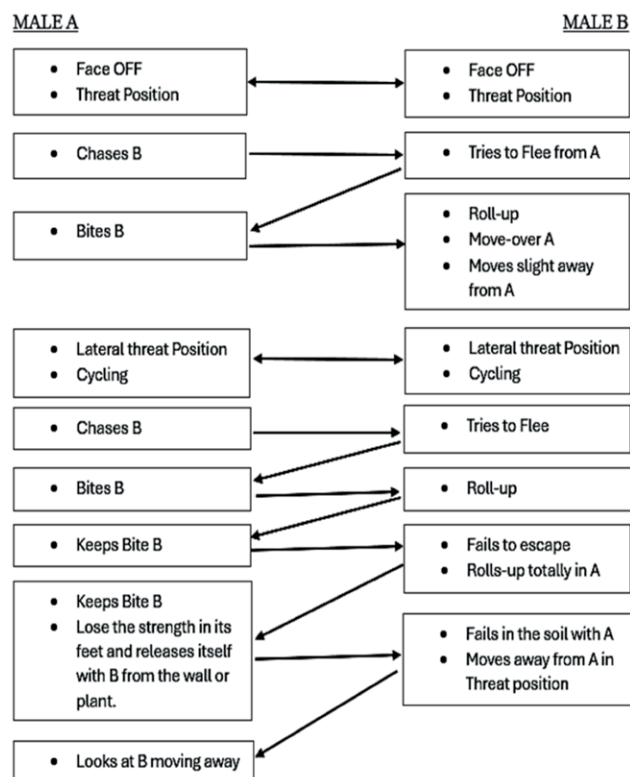 MALE A
MALE B
• Face OFF
• Threat Position
• Face OFF
• Threat Position
• Chases B
• Tries to Flee from A
• Bites B
• Roll-up
• Move-over A
• Moves slight away
from A
• Lateral threat Position
• Cycling
• Lateral threat Position
• Cycling
• Chases B
• Tries to Flee
• Bites B
• Roll-up
• Keeps Bite B
• Fails to escape
• Rolls-up totally in A
• Keeps Bite B
• Lose the strength in its
feet and releases itself
with B from the wall or
plant.
• Fails in the soil with A
• Moves away from A in
Threat position
• Looks at B moving away